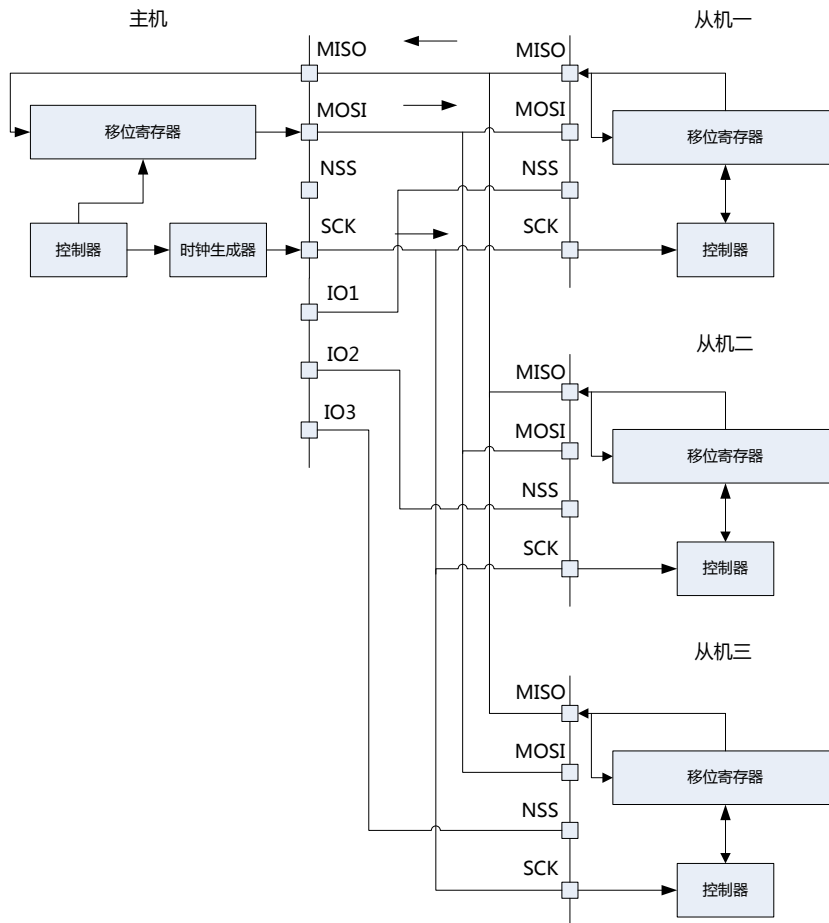 主机
MISO
MOSI
移位寄存器
NSS
SCK
控制器
时钟生成器
IO1
IO2
IO3
从机一
MISO
MOSI
移位寄存器
NSS
SCK
控制器
从机二
MISO
MOSI
移位寄存器
NSS
SCK
控制器
从机三
MISO
MOSI
移位寄存器
NSS
SCK
控制器